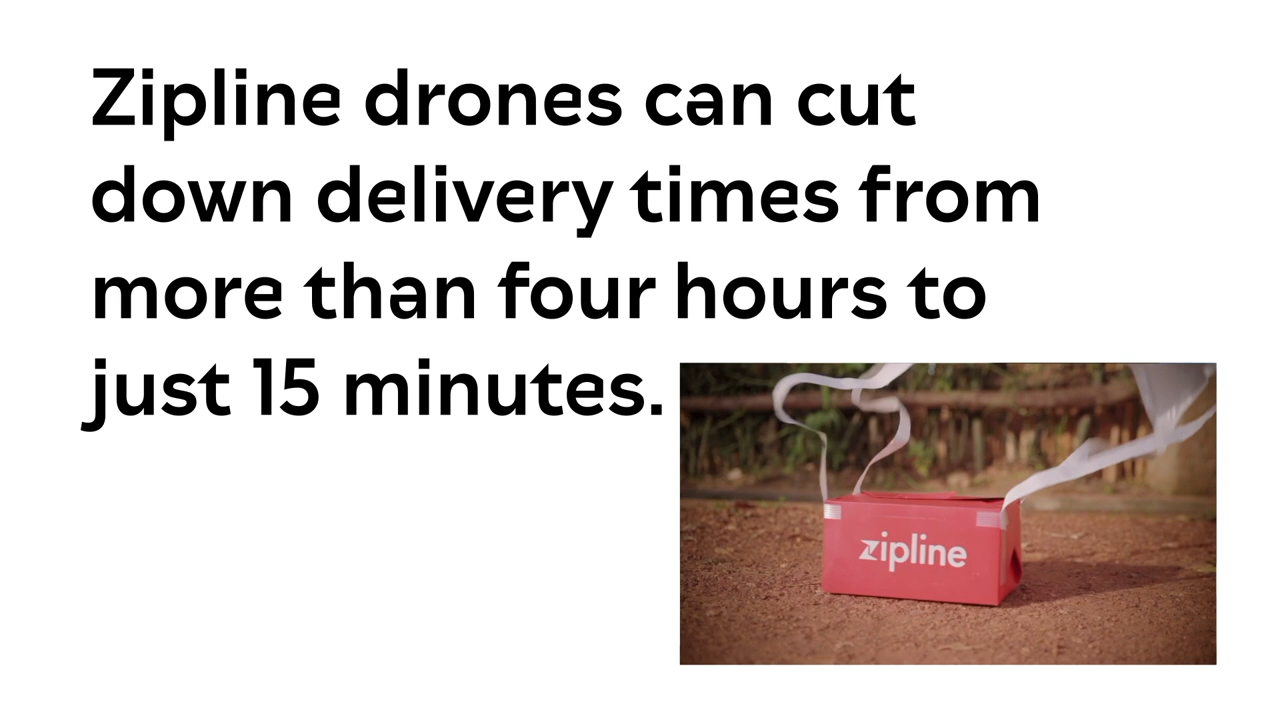 Zipline drones can cut
down delivery times from
more than four hours to
just 15 minutes.
zipline